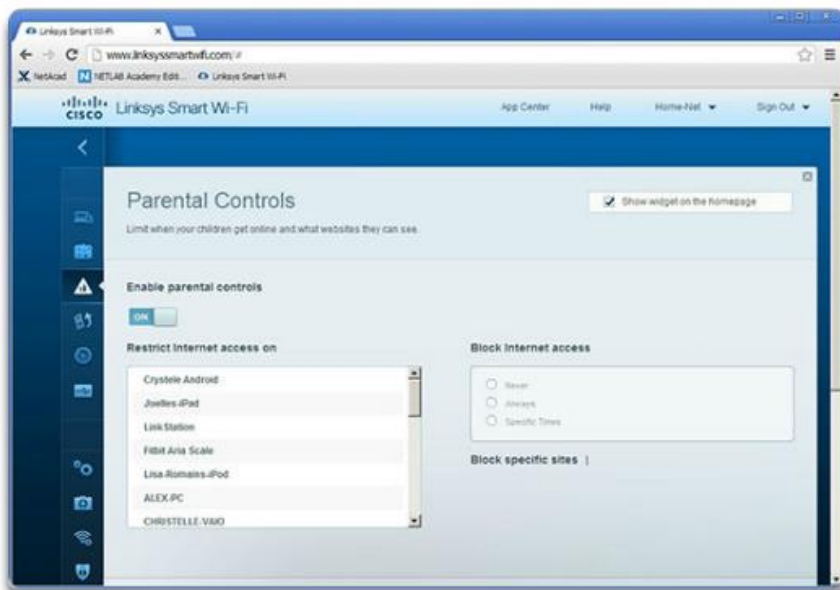 Linksys Smart Wi-Fi
www.linksyssmartwifi.com/#
NetAcad NETLAB Academy Edit... Linksys Smart Wi-Fi
CISCO Linksys Smart Wi-Fi App Center Help Home-Net Sign Out
Parental Controls
Show widget on the homepage
Limit when your children get online and what websites they can see.
Enable parental controls
ON
Restrict Internet access on
Crystele Android
Joelles-iPad
LinkStation
Fitbit Aria Scale
Lisa-Romains-iPod
ALEX-PC
CHRISTELLE-VAIO
Block Internet access
Never
Always
Specific Times
Block specific sites |